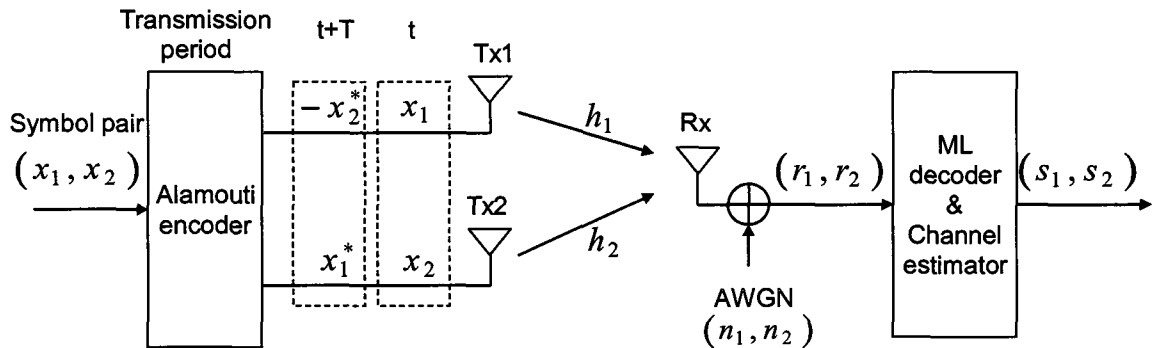 Transmission
period
t+T
t
Tx1
Symbol pair
(x₁, x₂)
Alamouti
encoder
− x₂*
x₁
x₁*
x₂
Tx2
h₁
h₂
Rx
AWGN
(n₁, n₂)
(r₁, r₂)
ML
decoder
&
Channel
estimator
(s₁, s₂)